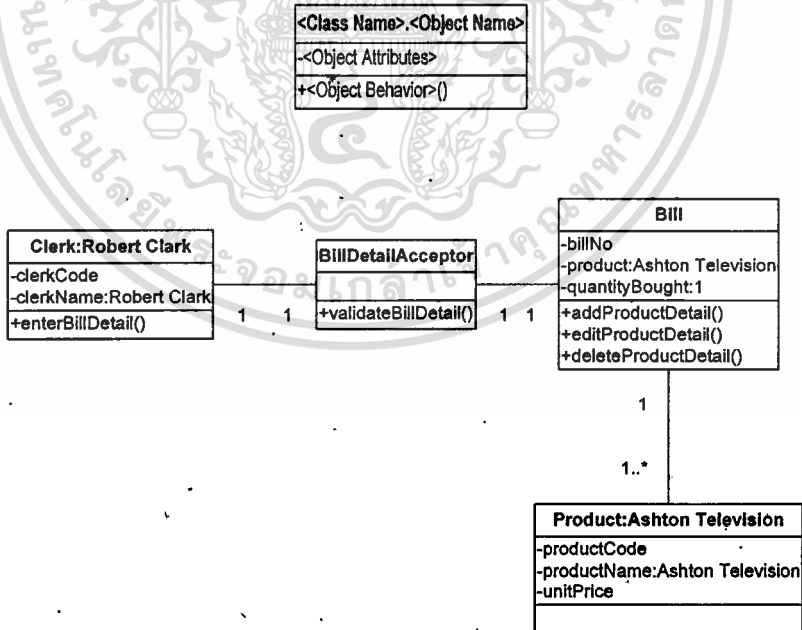 <Class Name>.<Object Name>
-<Object Attributes>
+<Object Behavior>()
Clerk:Robert Clark
-clerkCode
-clerkName:Robert Clark
+enterBillDetail()
1 1
BillDetailAcceptor
+validateBillDetail()
1 1
Bill
-billNo
-product:Ashton Television
-quantityBought:1
+addProductDetail()
+editProductDetail()
+deleteProductDetail()
1
1..*
Product:Ashton Television
-productCode
-productName:Ashton Television
-unitPrice